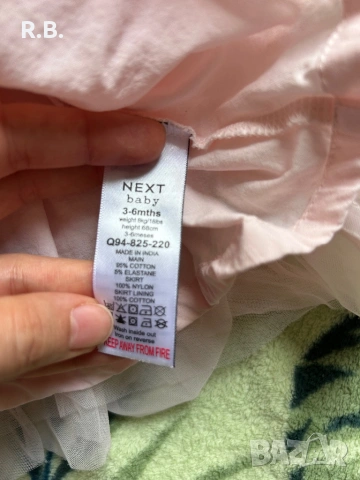 R.B.
NEXT
baby
3-6mths
weight 8kg/18lbs
height 68cm
3-6meses
Q94-825-220
MADE IN INDIA
MAIN
95% COTTON
5% ELASTANE
SKIRT
100% NYLON
SKIRT LINING
100% COTTON
Wash inside out
Iron on reverse
KEEP AWAY FROM FIRE
BAZAR